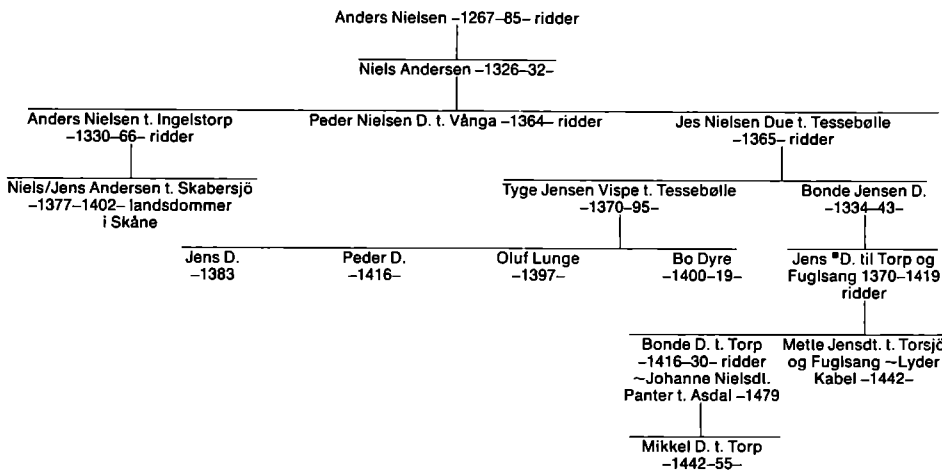 Anders Nielsen –1267–85– ridder
Niels Andersen –1326–32–
Anders Nielsen t. Ingelstorp
–1330–66– ridder
Peder Nielsen D. t. Vånga –1364– ridder
Jes Nielsen Due t. Tessebølle
–1365– ridder
Niels/Jens Andersen t. Skabersjö
–1377–1402– landsdommer
i Skåne
Tyge Jensen Vispe t. Tessebølle
–1370–95–
Bonde Jensen D.
–1334–43–
Jens D.
–1383
Peder D.
–1416–
Oluf Lunge
–1397–
Bo Dyre
–1400–19–
Jens *D. til Torp og
Fuglsang 1370–1419
ridder
Bonde D. t. Torp
–1416–30– ridder
~Johanne Nielsdt.
Panter t. Asdal –1479
Mette Jensdt. t. Torsjö
og Fuglsang ~Lyder
Kabel –1442–
Mikkel D. t. Torp
–1442–55–